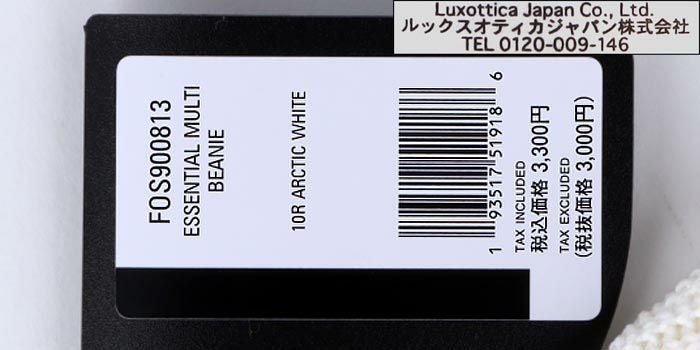 Luxottica Japan Co., Ltd.
ルックスオティカジャパン株式会社
TEL 0120-009-146
FOS900813
ESSENTIAL MULTI
BEANIE
10R ARCTIC WHITE
1 93517 51918 6
TAX INCLUDED
税込価格 3,300円
TAX EXCLUDED
(税抜価格 3,000円)